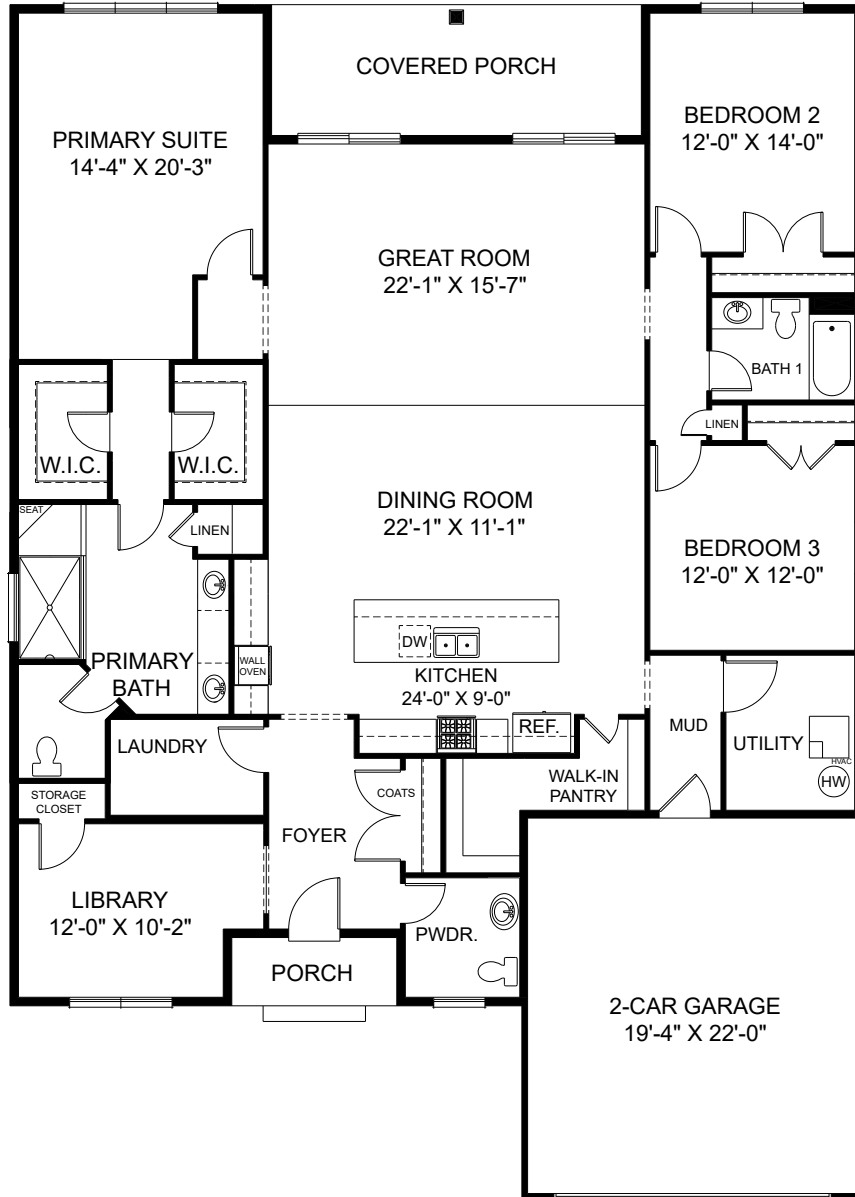 COVERED PORCH
PRIMARY SUITE
14'-4" X 20'-3"
BEDROOM 2
12'-0" X 14'-0"
GREAT ROOM
22'-1" X 15'-7"
BATH 1
LINEN
W.I.C.
W.I.C.
SEAT
LINEN
DINING ROOM
22'-1" X 11'-1"
BEDROOM 3
12'-0" X 12'-0"
DW
WALL
OVEN
PRIMARY
BATH
KITCHEN
24'-0" X 9'-0"
REF.
MUD
UTILITY
HVAC
HW
LAUNDRY
WALK-IN
PANTRY
COATS
STORAGE
CLOSET
FOYER
LIBRARY
12'-0" X 10'-2"
PWDR.
PORCH
2-CAR GARAGE
19'-4" X 22'-0"